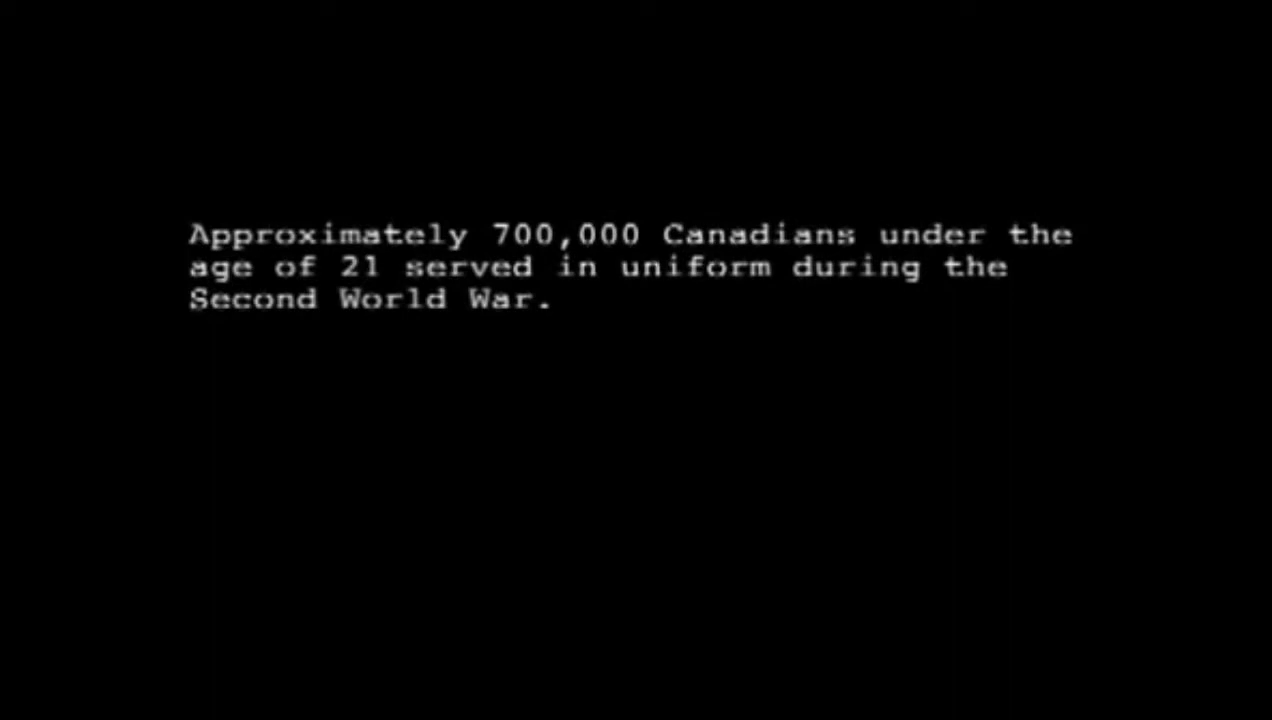 Approximately 700,000 Canadians under the
age of 21 served in uniform during the
Second World War.